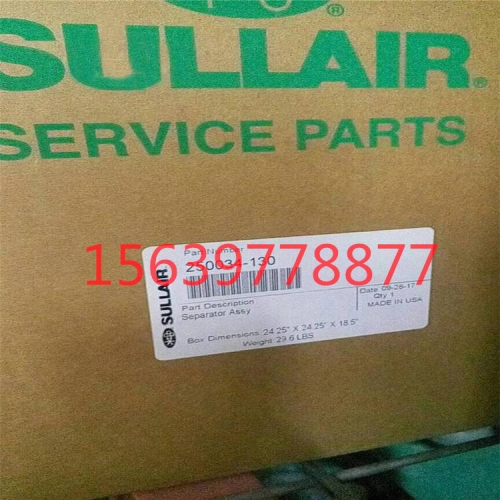 SULLAIR®
SERVICE PARTS
Part Number
250034-130
15639778877
SULLAIR
Part Description
Separator Assy
Date: 09-26-17
Qty 1
MADE IN USA
Box Dimensions: 24.25" X 24.25" X 18.5"
Weight: 29.6 LBS